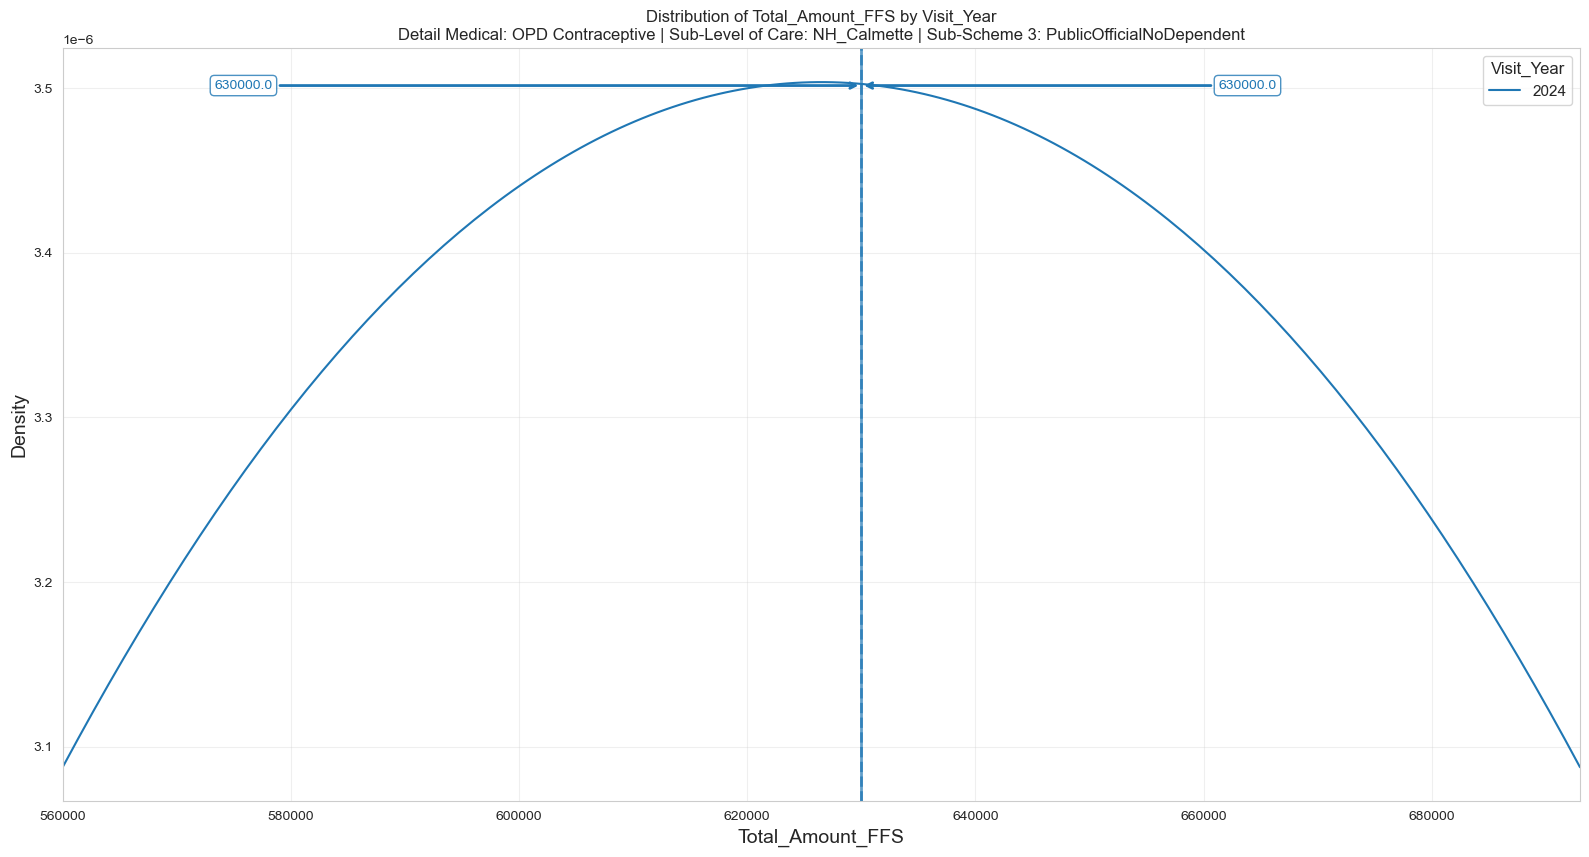 Distribution of Total_Amount_FFS by Visit_Year
Detail Medical: OPD Contraceptive | Sub-Level of Care: NH_Calmette | Sub-Scheme 3: PublicOfficialNoDependent
1e−6
3.5
3.4
3.3
3.2
3.1
Density
630000.0
630000.0
Visit_Year
2024
560000
580000
600000
620000
640000
660000
680000
Total_Amount_FFS